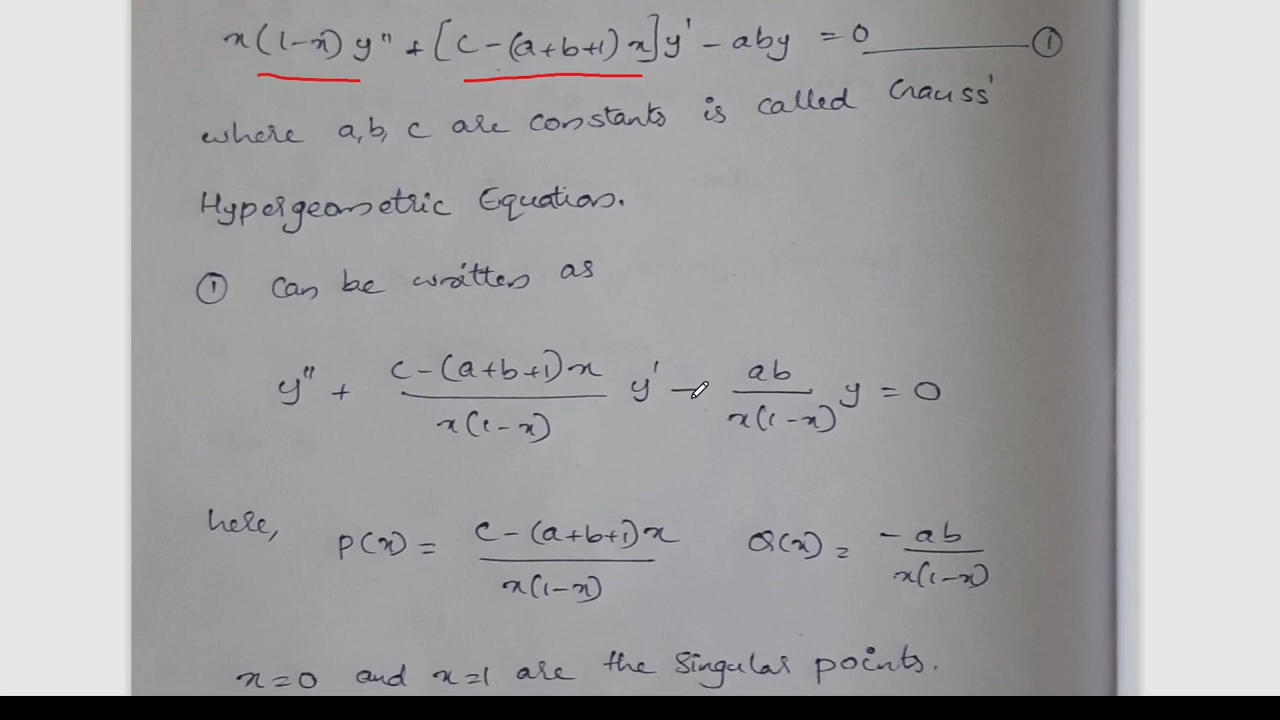 x(1-x) y" + [c-(a+b+1) x] y' - aby = 0 ①
where a, b, c are constants is called Gauss'
Hypergeometric Equation.
① can be written as
y" + c-(a+b+1)x / x(1-x) y' - ab / x(1-x) y = 0
here, P(x) = c-(a+b+1)x / x(1-x) Q(x) = -ab / x(1-x)
x=0 and x=1 are the singular points.